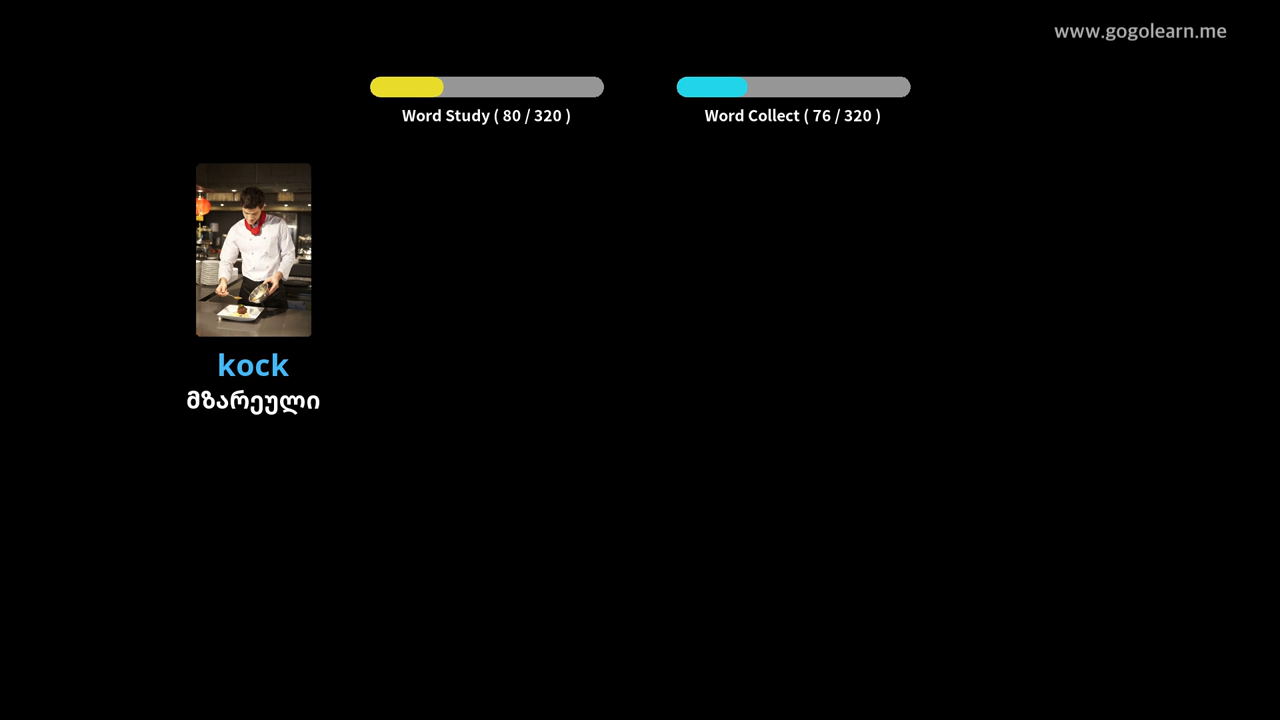 www.gogolearn.me
Word Study ( 80 / 320 )
Word Collect ( 76 / 320 )
kock
მზარეული